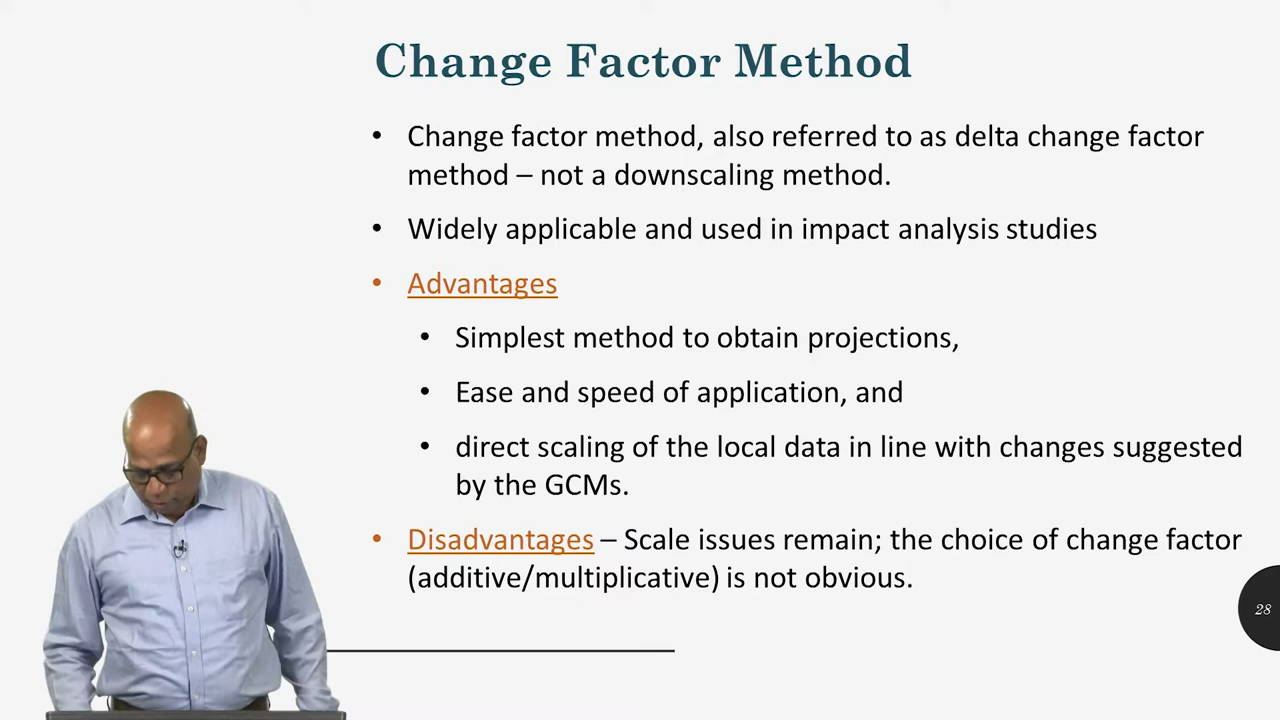 Change Factor Method
• Change factor method, also referred to as delta change factor
method – not a downscaling method.
• Widely applicable and used in impact analysis studies
• Advantages
• Simplest method to obtain projections,
• Ease and speed of application, and
• direct scaling of the local data in line with changes suggested
by the GCMs.
• Disadvantages – Scale issues remain; the choice of change factor
(additive/multiplicative) is not obvious.
28